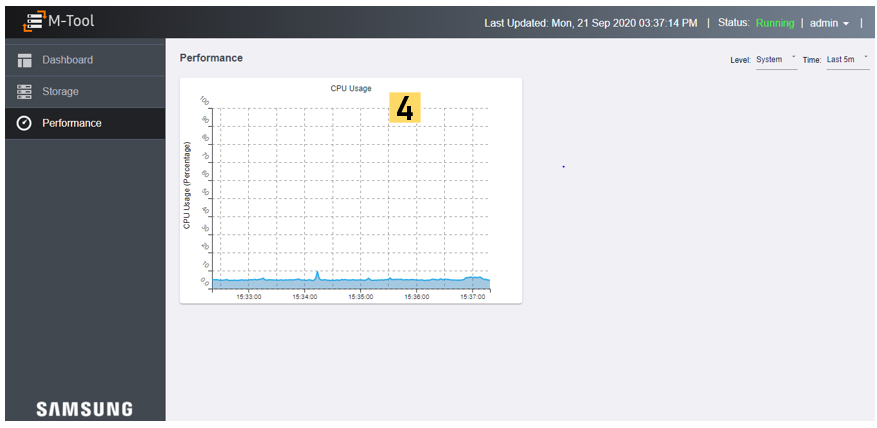 M-Tool
Last Updated: Mon, 21 Sep 2020 03:37:14 PM | Status: Running | admin |
Dashboard
Storage
Performance
Performance
Level: System Time: Last 5m
CPU Usage
4
CPU Usage (Percentage)
100
90
80
70
60
50
40
30
20
10
0.0
15:33:00 15:34:00 15:35:00 15:36:00 15:37:00
SAMSUNG